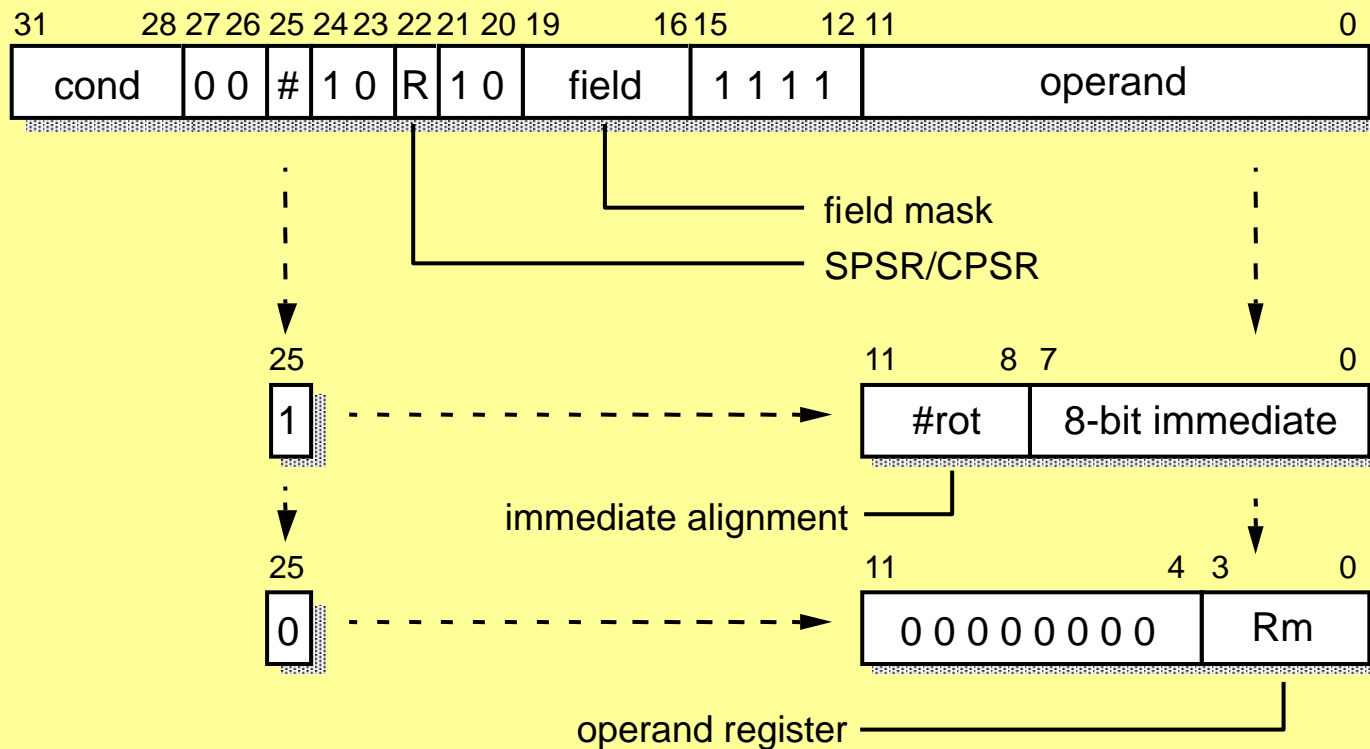 31 28 27 26 25 24 23 22 21 20 19 16 15 12 11 0
cond 0 0 # 1 0 R 1 0 field 1 1 1 1 operand
field mask
SPSR/CPSR
25 11 8 7 0
1 #rot 8-bit immediate
immediate alignment
25 11 4 3 0
0 0 0 0 0 0 0 0 0 Rm
operand register